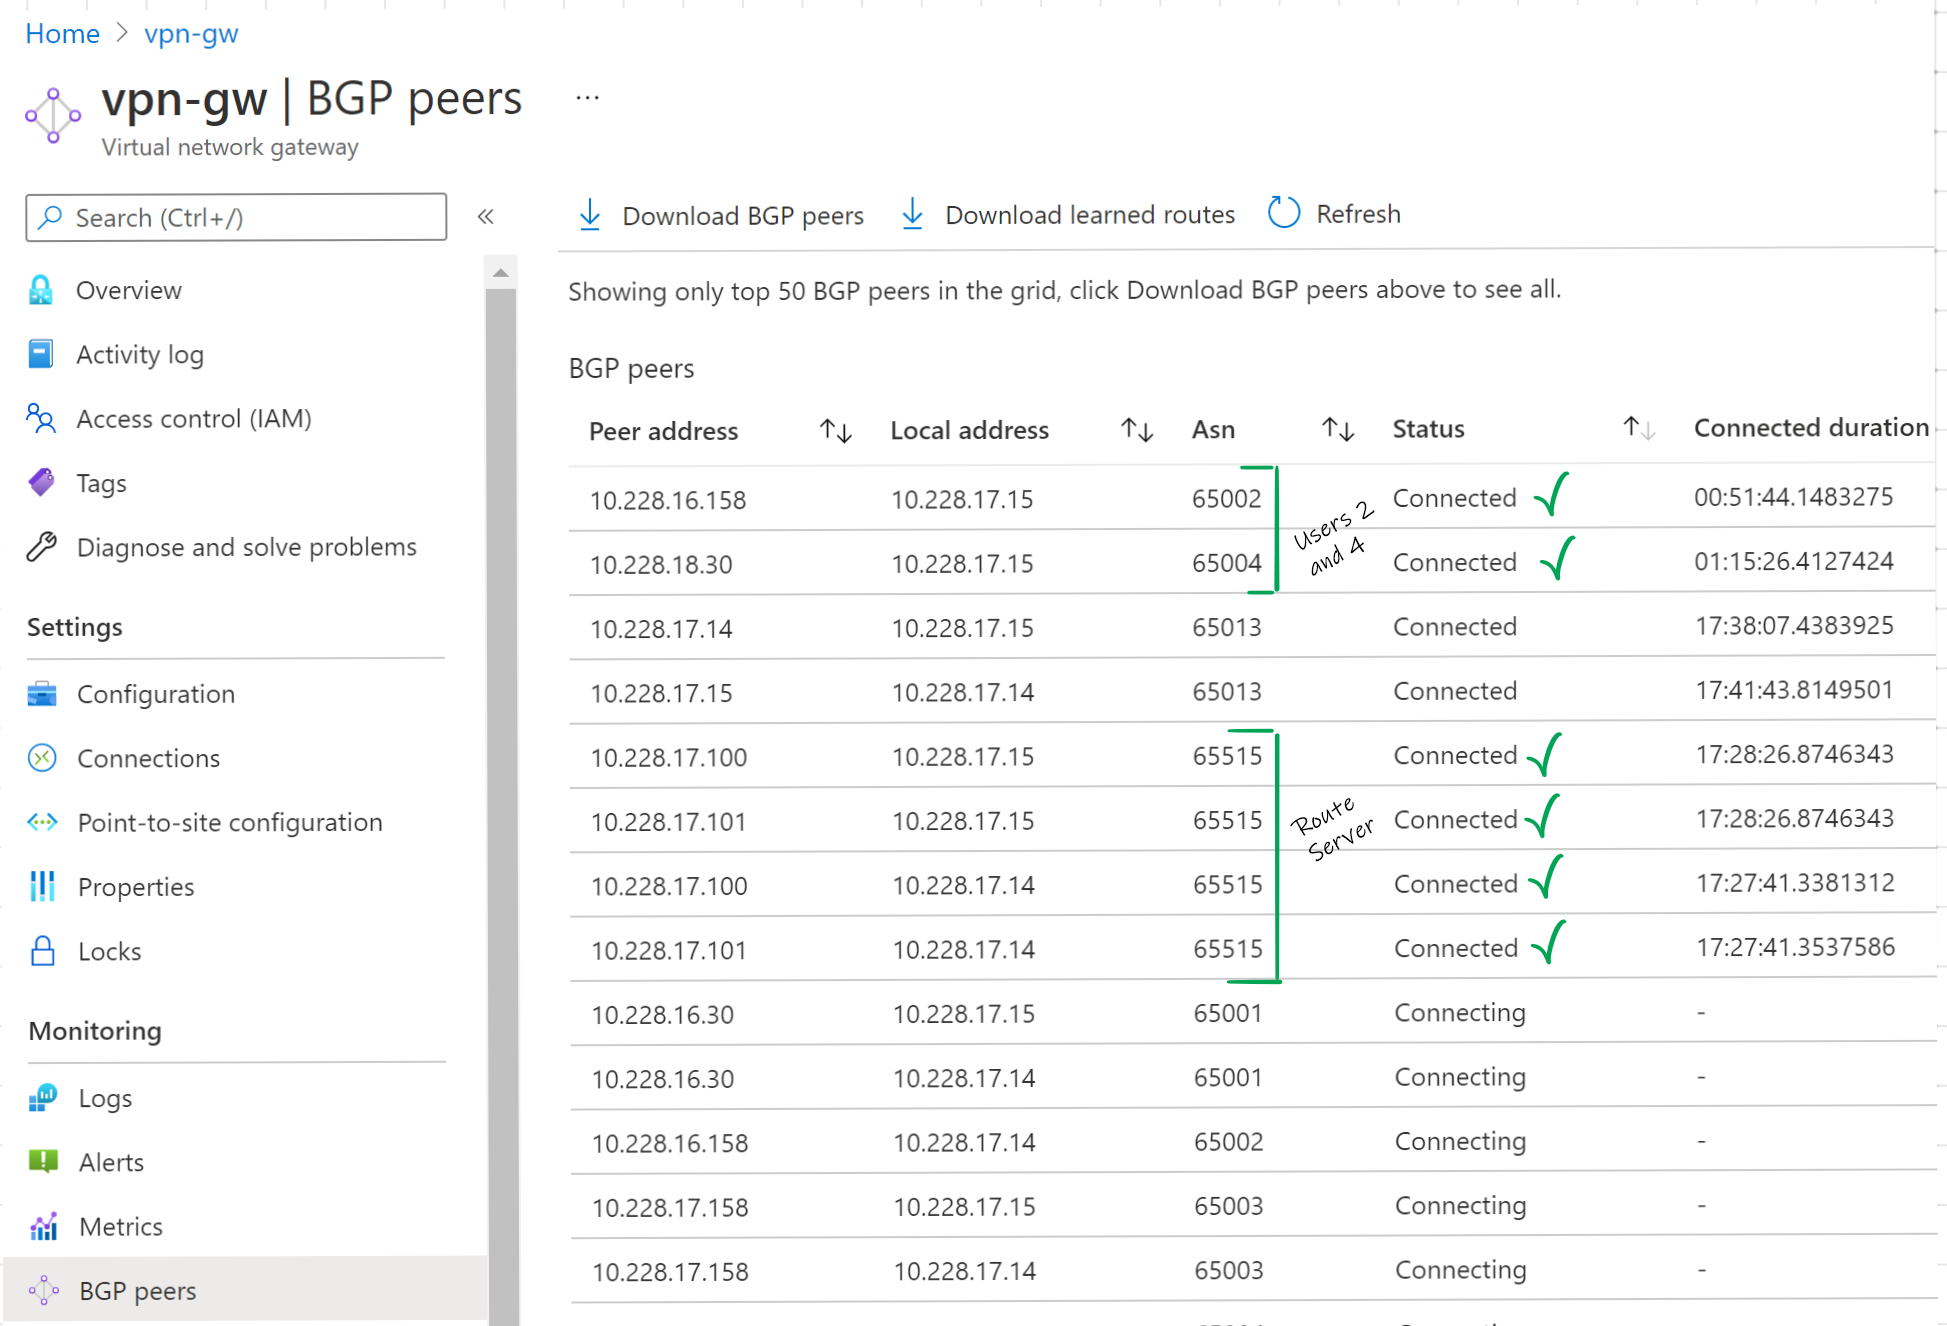 Home > vpn-gw
vpn-gw | BGP peers ...
Virtual network gateway
Search (Ctrl+/)
«
Overview
Activity log
Access control (IAM)
Tags
Diagnose and solve problems
Settings
Configuration
Connections
Point-to-site configuration
Properties
Locks
Monitoring
Logs
Alerts
Metrics
BGP peers
Download BGP peers Download learned routes Refresh
Showing only top 50 BGP peers in the grid, click Download BGP peers above to see all.
BGP peers
Peer address Local address Asn Status Connected duration
10.228.16.158 10.228.17.15 65002 Connected 00:51:44.1483275
10.228.18.30 10.228.17.15 65004 Connected 01:15:26.4127424
Users 2
and 4
10.228.17.14 10.228.17.15 65013 Connected 17:38:07.4383925
10.228.17.15 10.228.17.14 65013 Connected 17:41:43.8149501
10.228.17.100 10.228.17.15 65515 Connected 17:28:26.8746343
10.228.17.101 10.228.17.15 65515 Connected 17:28:26.8746343
Route
Server
10.228.17.100 10.228.17.14 65515 Connected 17:27:41.3381312
10.228.17.101 10.228.17.14 65515 Connected 17:27:41.3537586
10.228.16.30 10.228.17.15 65001 Connecting -
10.228.16.30 10.228.17.14 65001 Connecting -
10.228.16.158 10.228.17.14 65002 Connecting -
10.228.17.158 10.228.17.15 65003 Connecting -
10.228.17.158 10.228.17.14 65003 Connecting -